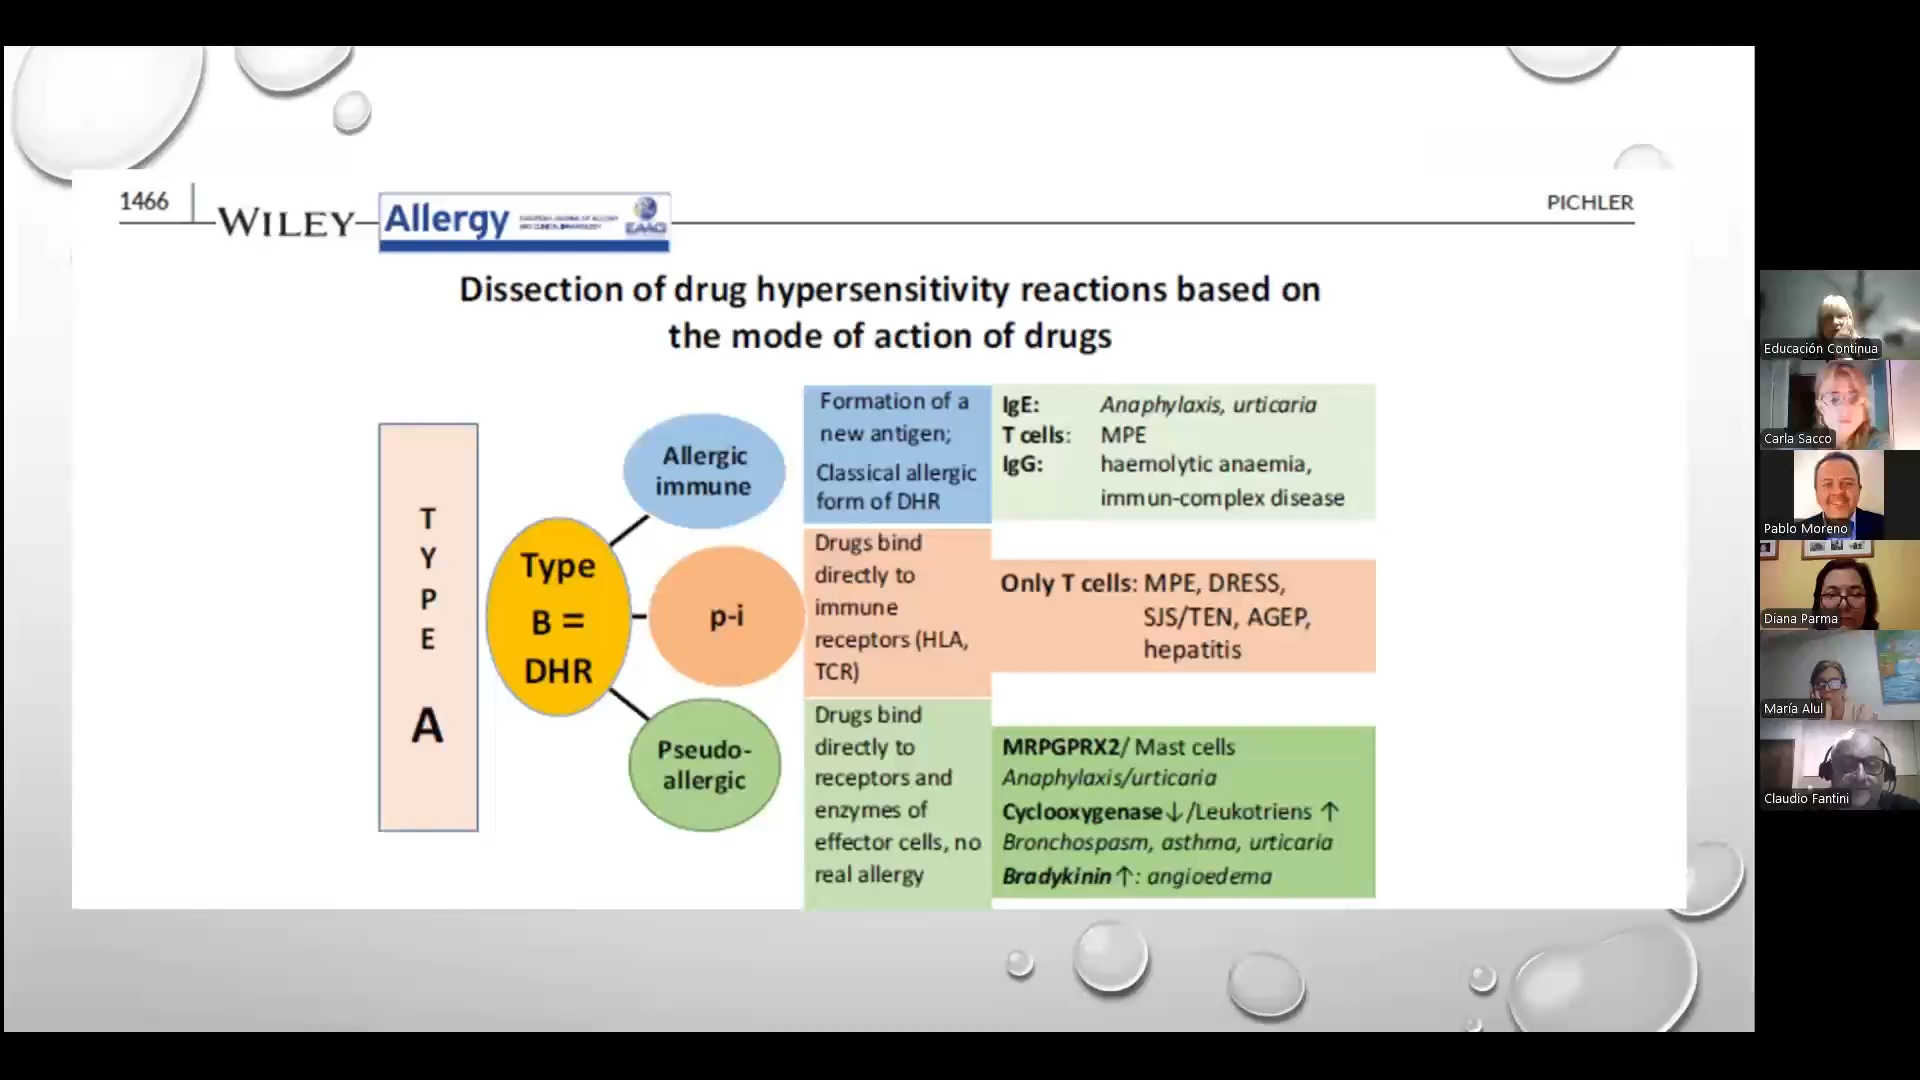 1466
WILEY
Allergy
EAACI
PICHLER
Dissection of drug hypersensitivity reactions based on
the mode of action of drugs
T
Y
P
E
A
Type
B =
DHR
Allergic
immune
p-i
Pseudo-
allergic
Formation of a
new antigen;
Classical allergic
form of DHR
IgE: Anaphylaxis, urticaria
T cells: MPE
IgG: haemolytic anaemia,
immun-complex disease
Drugs bind
directly to
immune
receptors (HLA,
TCR)
Only T cells: MPE, DRESS,
SJS/TEN, AGEP,
hepatitis
Drugs bind
directly to
receptors and
enzymes of
effector cells, no
real allergy
MRPGPRX2/ Mast cells
Anaphylaxis/urticaria
Cyclooxygenase↓/Leukotriens ↑
Bronchospasm, asthma, urticaria
Bradykinin↑: angioedema
Educación Continua
Carla Sacco
Pablo Moreno
Diana Parma
María Alul
Claudio Fantini